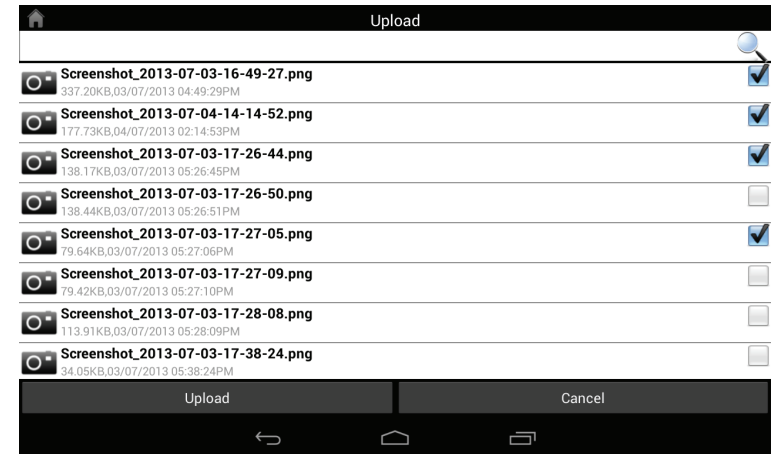 Upload
Screenshot_2013-07-03-16-49-27.png
337.20KB,03/07/2013 04:49:29PM
Screenshot_2013-07-04-14-14-52.png
177.73KB,04/07/2013 02:14:53PM
Screenshot_2013-07-03-17-26-44.png
138.17KB,03/07/2013 05:26:45PM
Screenshot_2013-07-03-17-26-50.png
138.44KB,03/07/2013 05:26:51PM
Screenshot_2013-07-03-17-27-05.png
79.64KB,03/07/2013 05:27:06PM
Screenshot_2013-07-03-17-27-09.png
79.42KB,03/07/2013 05:27:10PM
Screenshot_2013-07-03-17-28-08.png
113.91KB,03/07/2013 05:28:09PM
Screenshot_2013-07-03-17-38-24.png
34.05KB,03/07/2013 05:38:24PM
Upload Cancel